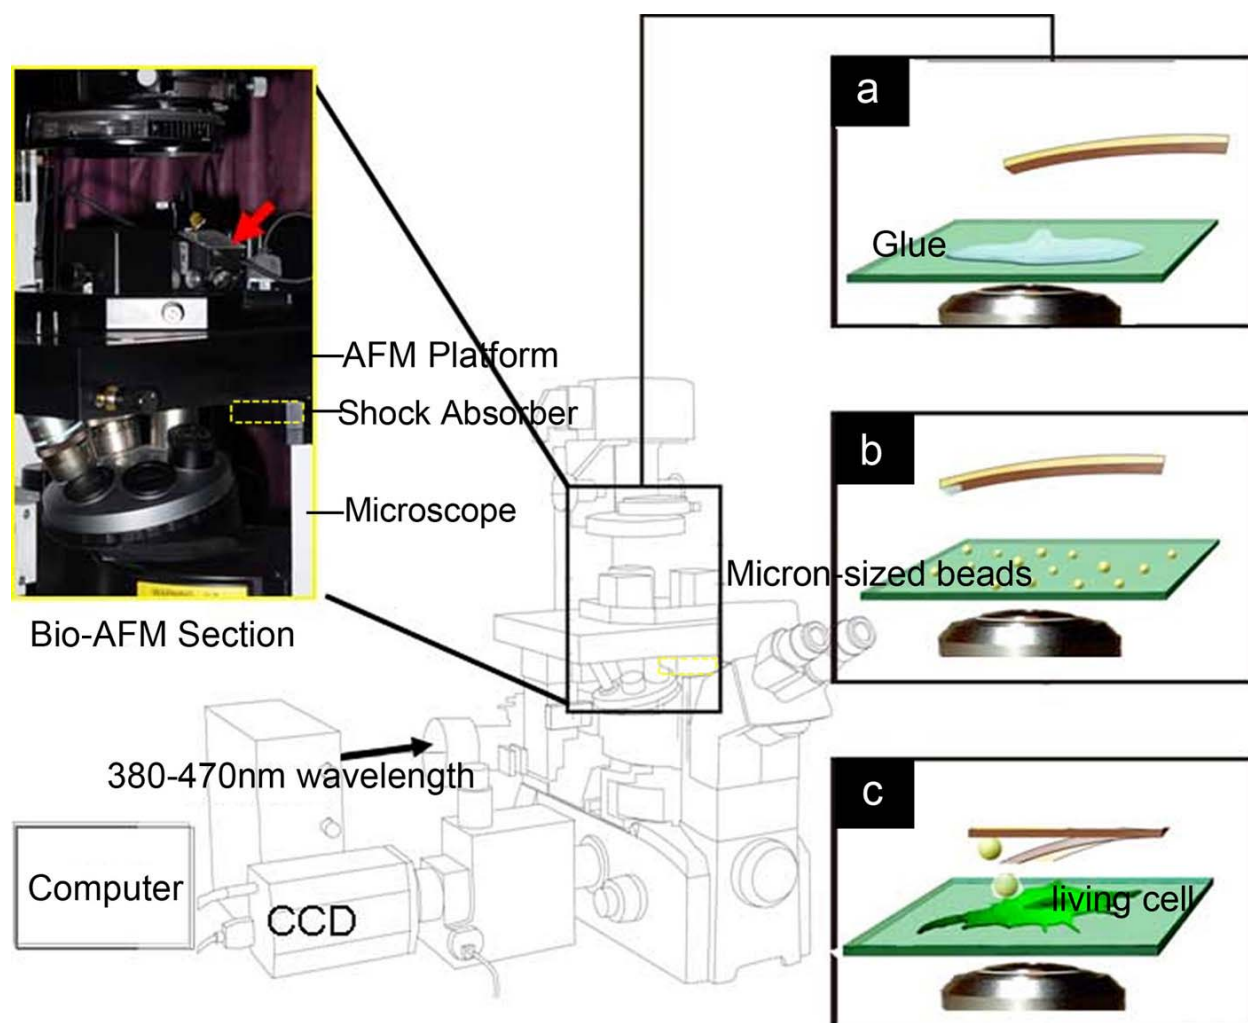 a
Glue
AFM Platform
Shock Absorber
Microscope
b
Micron-sized beads
Bio-AFM Section
380-470nm wavelength
c
living cell
Computer
CCD